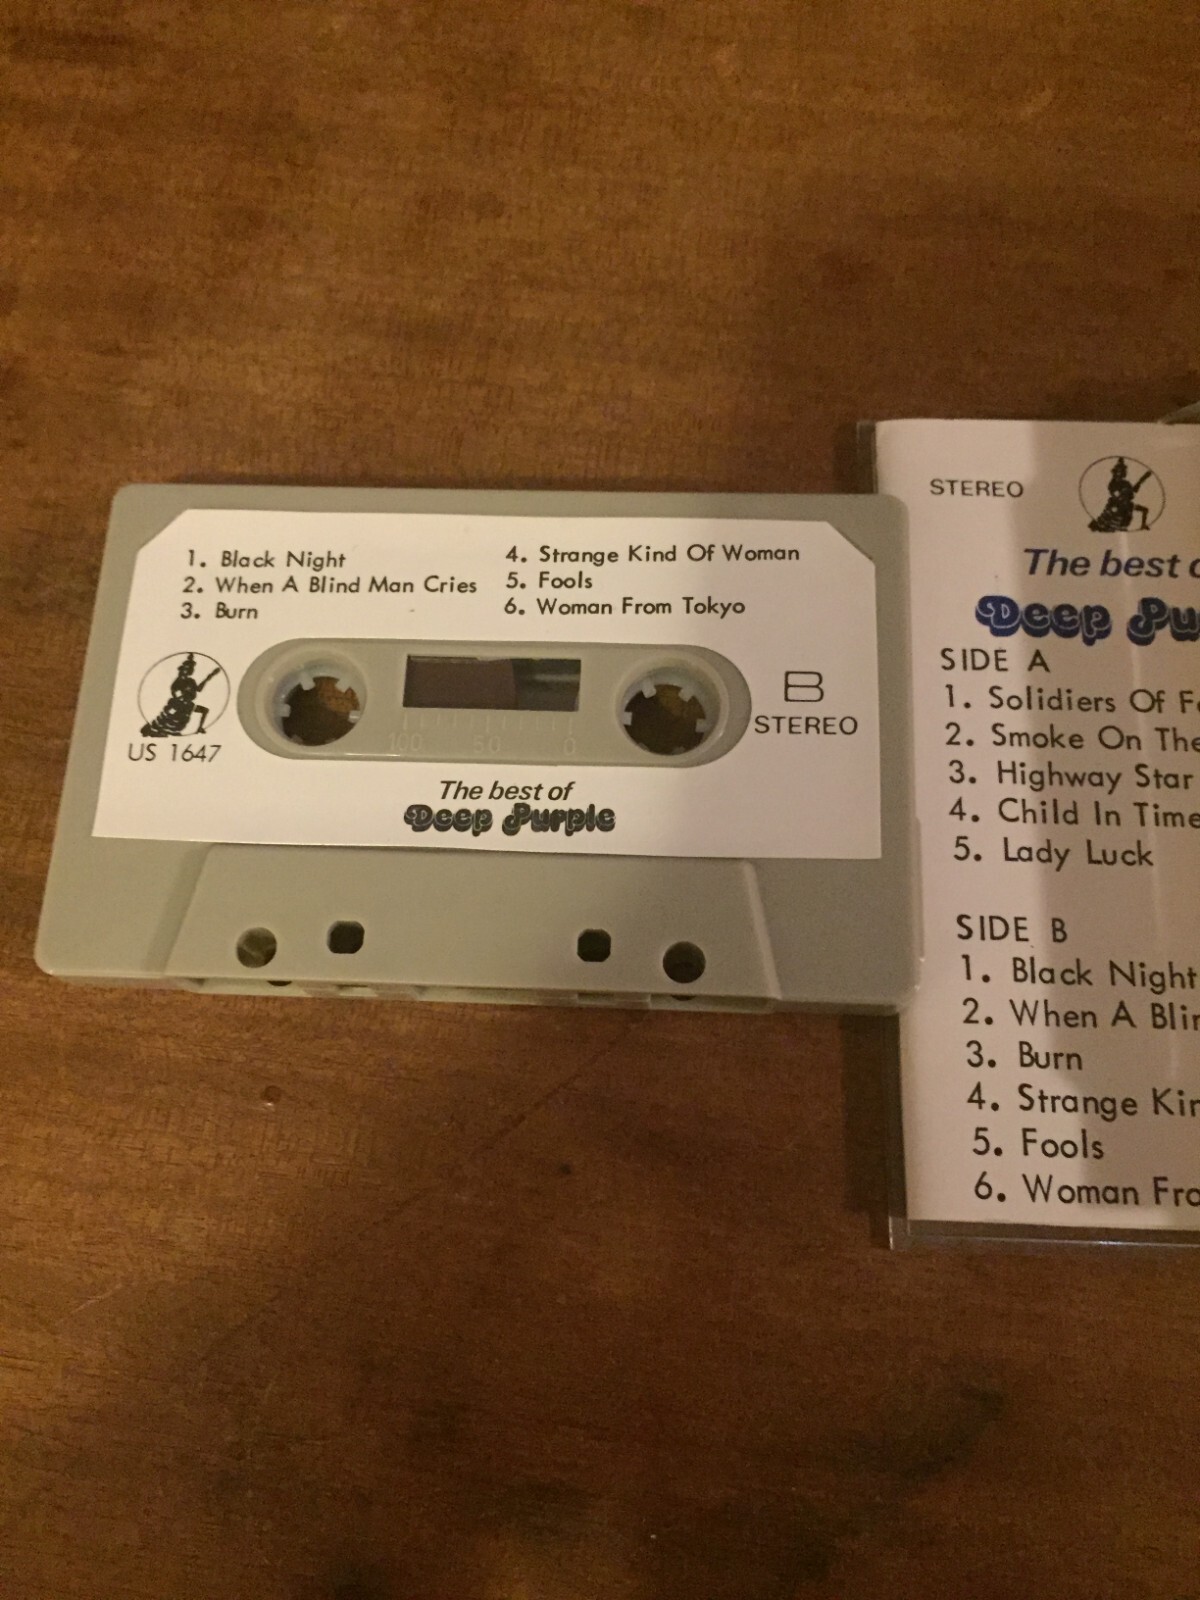 1. Black Night
2. When A Blind Man Cries
3. Burn
4. Strange Kind Of Woman
5. Fools
6. Woman From Tokyo
US 1647
B
STEREO
100 50 0
The best of
Deep Purple
STEREO
The best
Deep
SIDE A
1. Solidiers Of
2. Smoke On The
3. Highway Star
4. Child In Time
5. Lady Luck
SIDE B
1. Black Night
2. When A
3. Burn
4. Strange
5. Fools
6. Woman